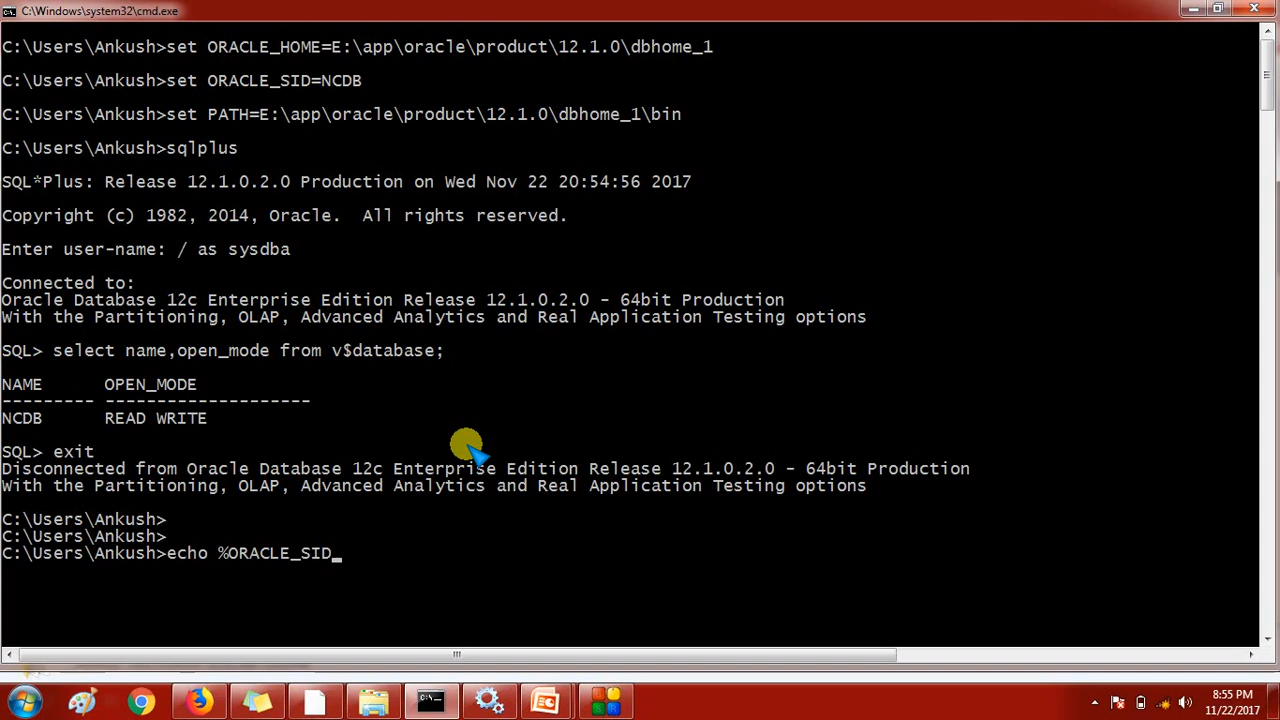 C:\Windows\system32\cmd.exe
C:\Users\Ankush>set ORACLE_HOME=E:\app\oracle\product\12.1.0\dbhome_1
C:\Users\Ankush>set ORACLE_SID=NCDB
C:\Users\Ankush>set PATH=E:\app\oracle\product\12.1.0\dbhome_1\bin
C:\Users\Ankush>sqlplus
SQL*Plus: Release 12.1.0.2.0 Production on Wed Nov 22 20:54:56 2017
Copyright (c) 1982, 2014, Oracle.  All rights reserved.
Enter user-name: / as sysdba
Connected to:
Oracle Database 12c Enterprise Edition Release 12.1.0.2.0 - 64bit Production
With the Partitioning, OLAP, Advanced Analytics and Real Application Testing options
SQL> select name,open_mode from v$database;
NAME      OPEN_MODE
--------- --------------------
NCDB      READ WRITE
SQL> exit
Disconnected from Oracle Database 12c Enterprise Edition Release 12.1.0.2.0 - 64bit Production
With the Partitioning, OLAP, Advanced Analytics and Real Application Testing options
C:\Users\Ankush>
C:\Users\Ankush>
C:\Users\Ankush>echo %ORACLE_SID_
8:55 PM
11/22/2017